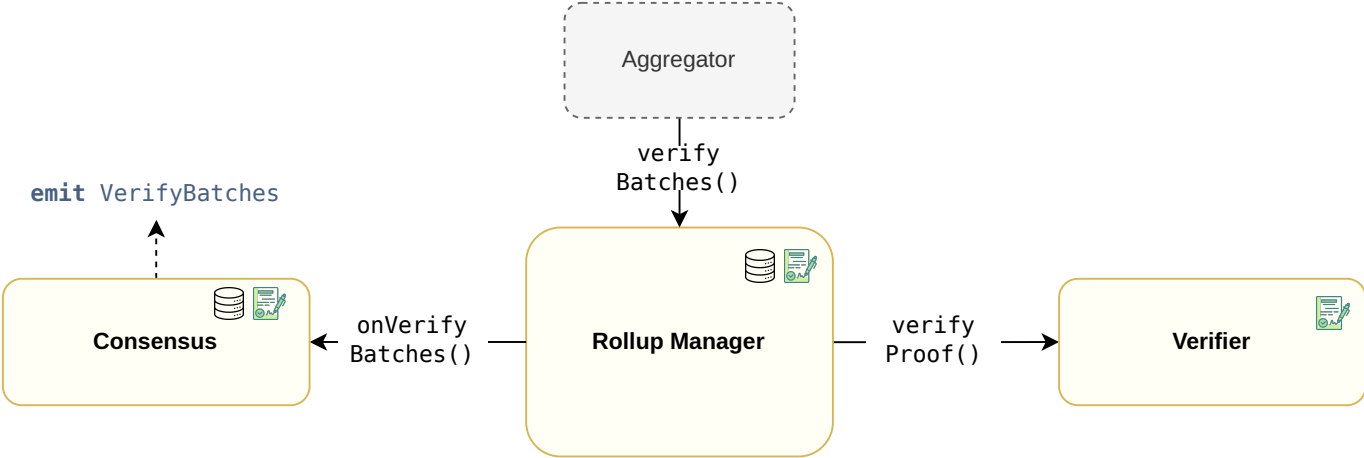 Aggregator
verify
Batches()
emit VerifyBatches
Consensus
onVerify
Batches()
Rollup Manager
verify
Proof()
Verifier